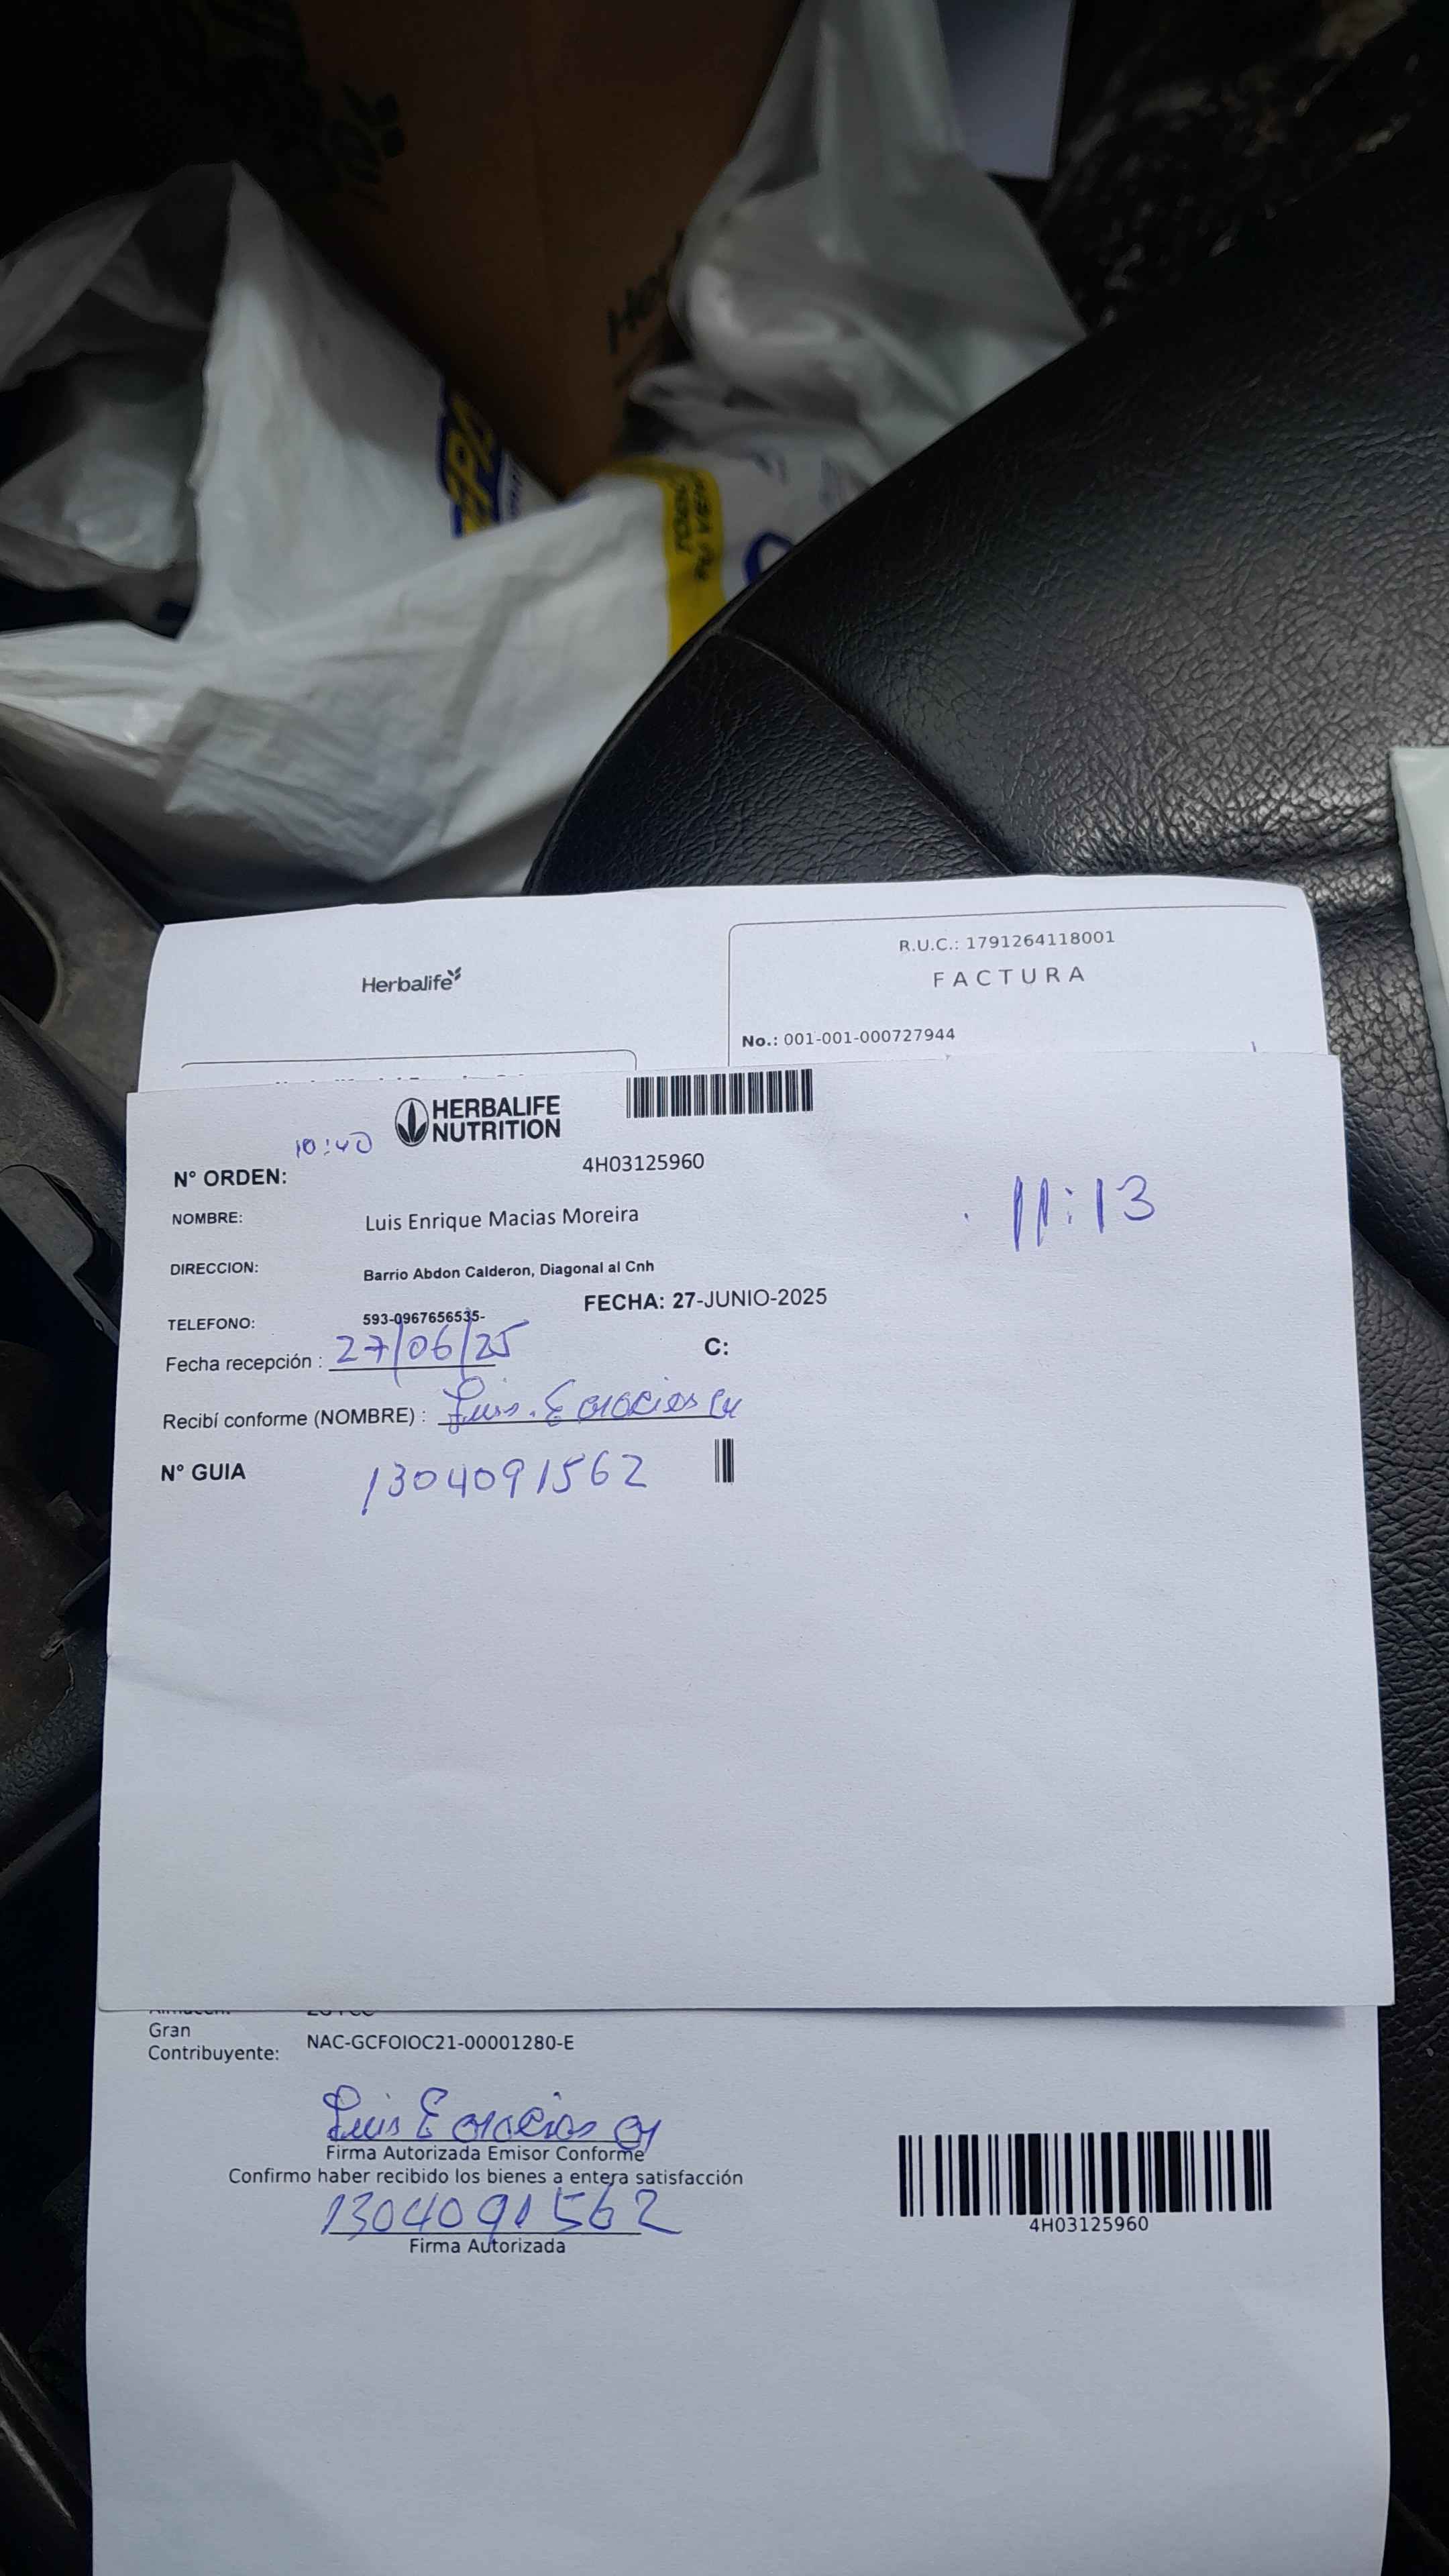 Herbalife
R.U.C.: 1791264118001
FACTURA
No.: 001-001-000727944
HERBALIFE
NUTRITION
10:40
N° ORDEN:
4H03125960
11:13
NOMBRE: Luis Enrique Macias Moreira
DIRECCION: Barrio Abdon Calderon, Diagonal al Cnh
FECHA: 27-JUNIO-2025
TELEFONO: 593-0967656535-
Fecha recepción : 27/06/25
C:
Recibí conforme (NOMBRE) : Luis. E
N° GUIA 1304091562
Gran
Contribuyente: NAC-GCFOIOC21-00001280-E
Luis E
Firma Autorizada Emisor Conforme
Confirmo haber recibido los bienes a entera satisfacción
1304091562
Firma Autorizada
4H03125960